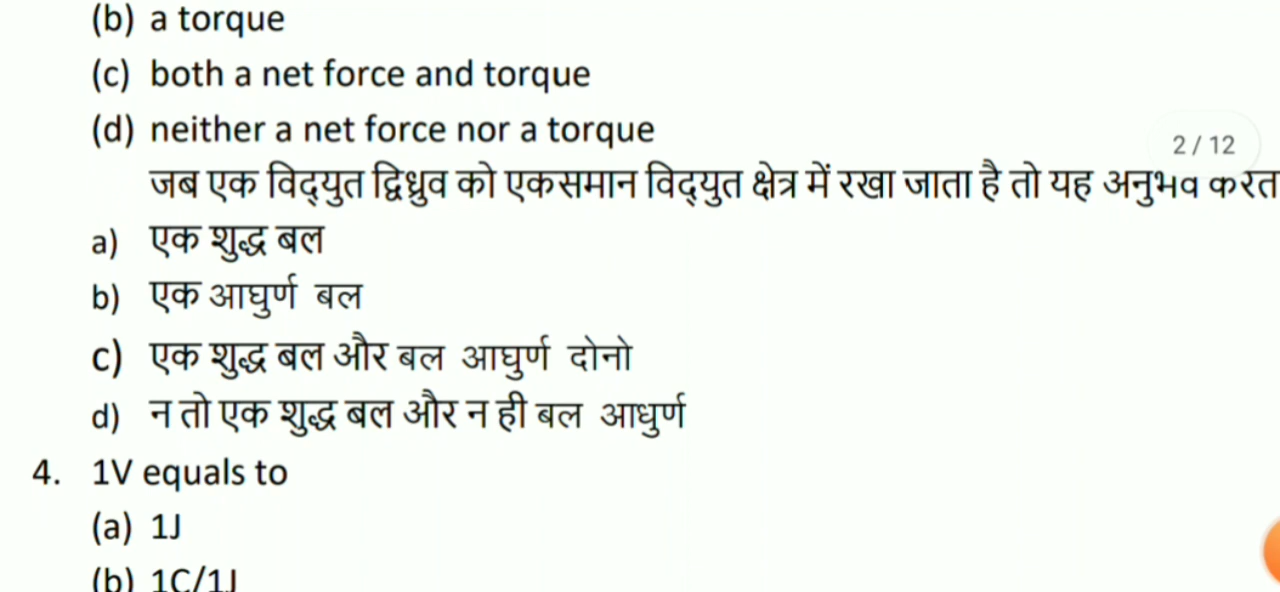 (b) a torque
(c) both a net force and torque
(d) neither a net force nor a torque
2 / 12
जब एक विद्युत द्विध्रुव को एकसमान विद्युत क्षेत्र में रखा जाता है तो यह अनुभव करत
a) एक शुद्ध बल
b) एक आघुर्ण बल
c) एक शुद्ध बल और बल आघुर्ण दोनो
d) न तो एक शुद्ध बल और न ही बल आधुर्ण
4. 1V equals to
(a) 1J
(b) 1C/1J